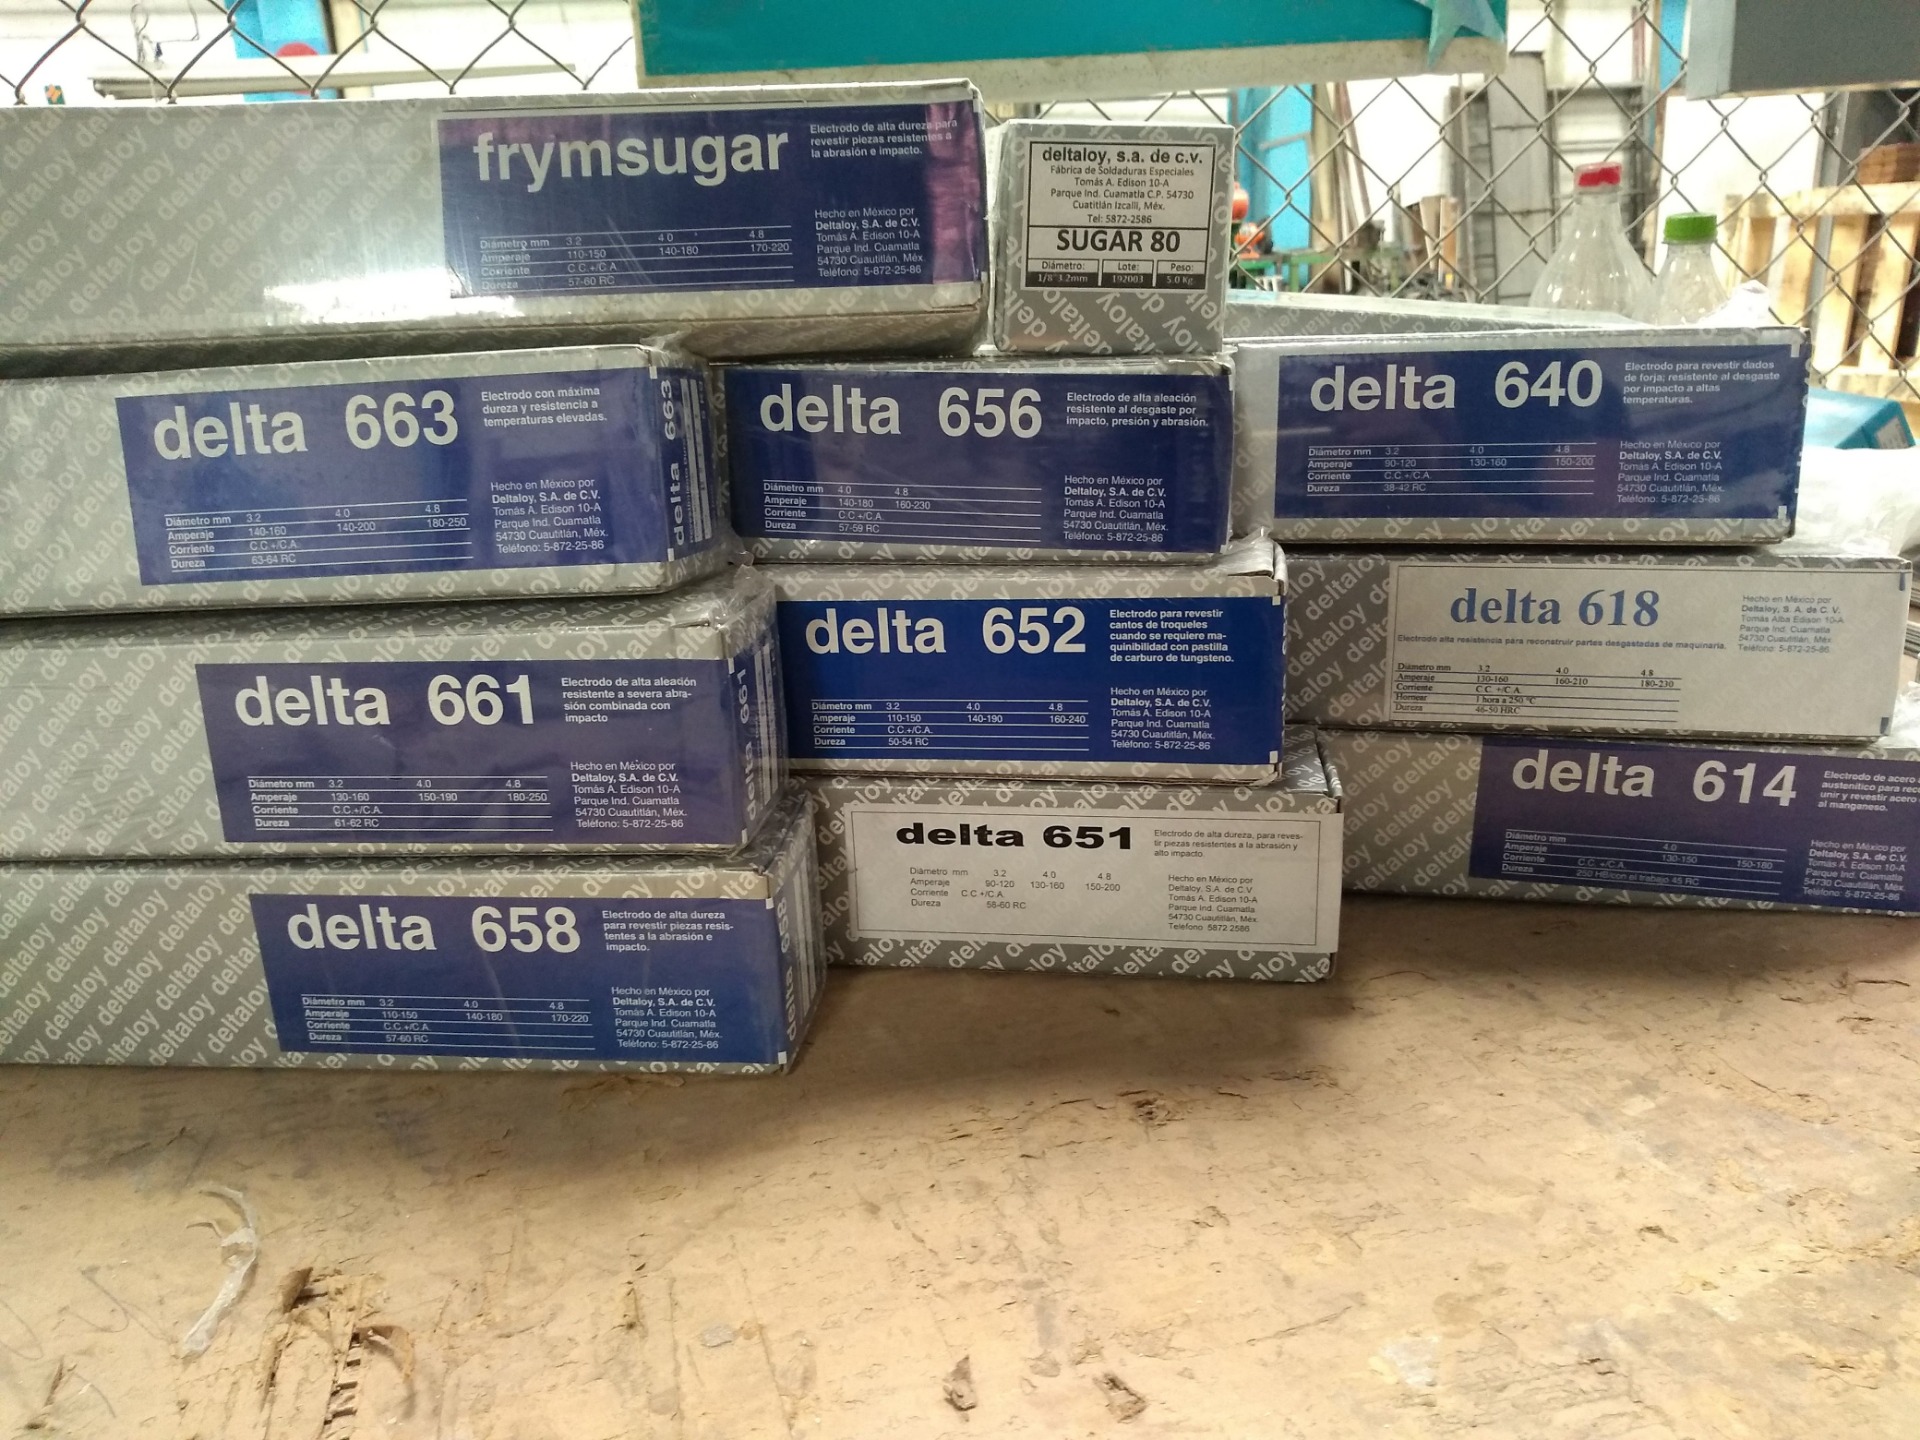 frymsugar
Electrodo de alta dureza para
revestir piezas resistentes a
la abrasión e impacto.
Hecho en México por
Deltaloy, S.A. de C.V.
Tomás A. Edison 10-A
Parque Ind. Cuamatla
54730 Cuautitlán, Méx.
Teléfono: 5-872-25-86
Diámetro mm 3.2 4.0 4.8
Amperaje 110-150 140-180 170-220
Corriente C.C.+/C.A.
Dureza 57-60 RC
deltaloy, s.a. de c.v.
Fábrica de Soldaduras Especiales
Tomás A. Edison 10-A
Parque Ind. Cuamatla C.P. 54730
Cuatitlán Izcalli, Méx.
Tel: 5872-2586
SUGAR 80
Diámetro: Lote: Peso:
1/8" 3.2mm 192003 5.0 Kg
delta 663
Electrodo con máxima
dureza y resistencia a
temperaturas elevadas.
Hecho en México por
Deltaloy, S.A. de C.V.
Tomás A. Edison 10-A
Parque Ind. Cuamatla
54730 Cuautitlán, Méx.
Teléfono: 5-872-25-86
Diámetro mm 3.2 4.0 4.8
Amperaje 140-160 140-200 180-250
Corriente C.C.+/C.A.
Dureza 63-64 RC
delta 663
delta 656
Electrodo de alta aleación
resistente al desgaste por
impacto, presión y abrasión.
Hecho en México por
Deltaloy, S.A. de C.V.
Tomás A. Edison 10-A
Parque Ind. Cuamatla
54730 Cuautitlán, Méx.
Teléfono: 5-872-25-86
Diámetro mm 4.0 4.8
Amperaje 140-180 160-230
Corriente C.C.+/C.A.
Dureza 57-59 RC
delta 640
Electrodo para revestir dados
de forja; resistente al desgaste
por impacto a altas
temperaturas.
Hecho en México por
Deltaloy, S.A. de C.V.
Tomás A. Edison 10-A
Parque Ind. Cuamatla
54730 Cuautitlán, Méx.
Teléfono: 5-872-25-86
Diámetro mm 3.2 4.0 4.8
Amperaje 90-120 130-160 150-200
Corriente C.C.+/C.A.
Dureza 38-42 RC
delta 661
Electrodo de alta aleación
resistente a severa abra-
sión combinada con
impacto
Hecho en México por
Deltaloy, S.A. de C.V.
Tomás A. Edison 10-A
Parque Ind. Cuamatla
54730 Cuautitlán, Méx.
Teléfono: 5-872-25-86
Diámetro mm 3.2 4.0 4.8
Amperaje 130-160 150-190 180-250
Corriente C.C.+/C.A.
Dureza 61-62 RC
delta 661
delta 652
Electrodo para revestir
cantos de troqueles
cuando se requiere ma-
quinibilidad con pastilla
de carburo de tungsteno.
Hecho en México por
Deltaloy, S.A. de C.V.
Tomás A. Edison 10-A
Parque Ind. Cuamatla
54730 Cuautitlán, Méx.
Teléfono: 5-872-25-86
Diámetro mm 3.2 4.0 4.8
Amperaje 110-150 140-190 160-240
Corriente C.C.+/C.A.
Dureza 50-54 RC
delta 618
Electrodo alta resistencia para reconstruir partes desgastadas de maquinaria.
Hecho en México por
Deltaloy, S. A. de C. V.
Tomás Alba Edison 10-A
Parque Ind. Cuamatla
54730 Cuautitlán, Méx.
Teléfono: 5-872-25-86
Diámetro mm 3.2 4.0 4.8
Amperaje 130-160 160-210 180-230
Corriente C.C. +/C.A.
Hornear 1 hora a 250 °C
Dureza 46-50 HRC
delta 658
Electrodo de alta dureza
para revestir piezas resis-
tentes a la abrasión e
impacto.
Hecho en México por
Deltaloy, S.A. de C.V.
Tomás A. Edison 10-A
Parque Ind. Cuamatla
54730 Cuautitlán, Méx.
Teléfono: 5-872-25-86
Diámetro mm 3.2 4.0 4.8
Amperaje 110-150 140-180 170-220
Corriente C.C.+/C.A.
Dureza 57-60 RC
delta 658
delta 651
Electrodo de alta dureza, para reves-
tir piezas resistentes a la abrasión y
alto impacto.
Hecho en México por
Deltaloy, S.A. de C.V
Tomás A. Edison 10-A
Parque Ind. Cuamatla
54730 Cuautitlán, Méx.
Teléfono 5872 2586
Diámetro mm 3.2 4.0 4.8
Amperaje 90-120 130-160 150-200
Corriente C.C +/C.A.
Dureza 58-60 RC
delta 614
Electrodo de acero
austenítico para
unir y revestir acero
al manganeso.
Hecho en México por
Deltaloy, S.A. de C.V.
Tomás A. Edison 10-A
Parque Ind. Cuamatla
54730 Cuautitlán, Méx.
Teléfono: 5-872-25-86
Diámetro mm 4.0
Amperaje 130-150 150-180
Corriente C.C. +/C.A.
Dureza 250 HB/con el trabajo 45 RC